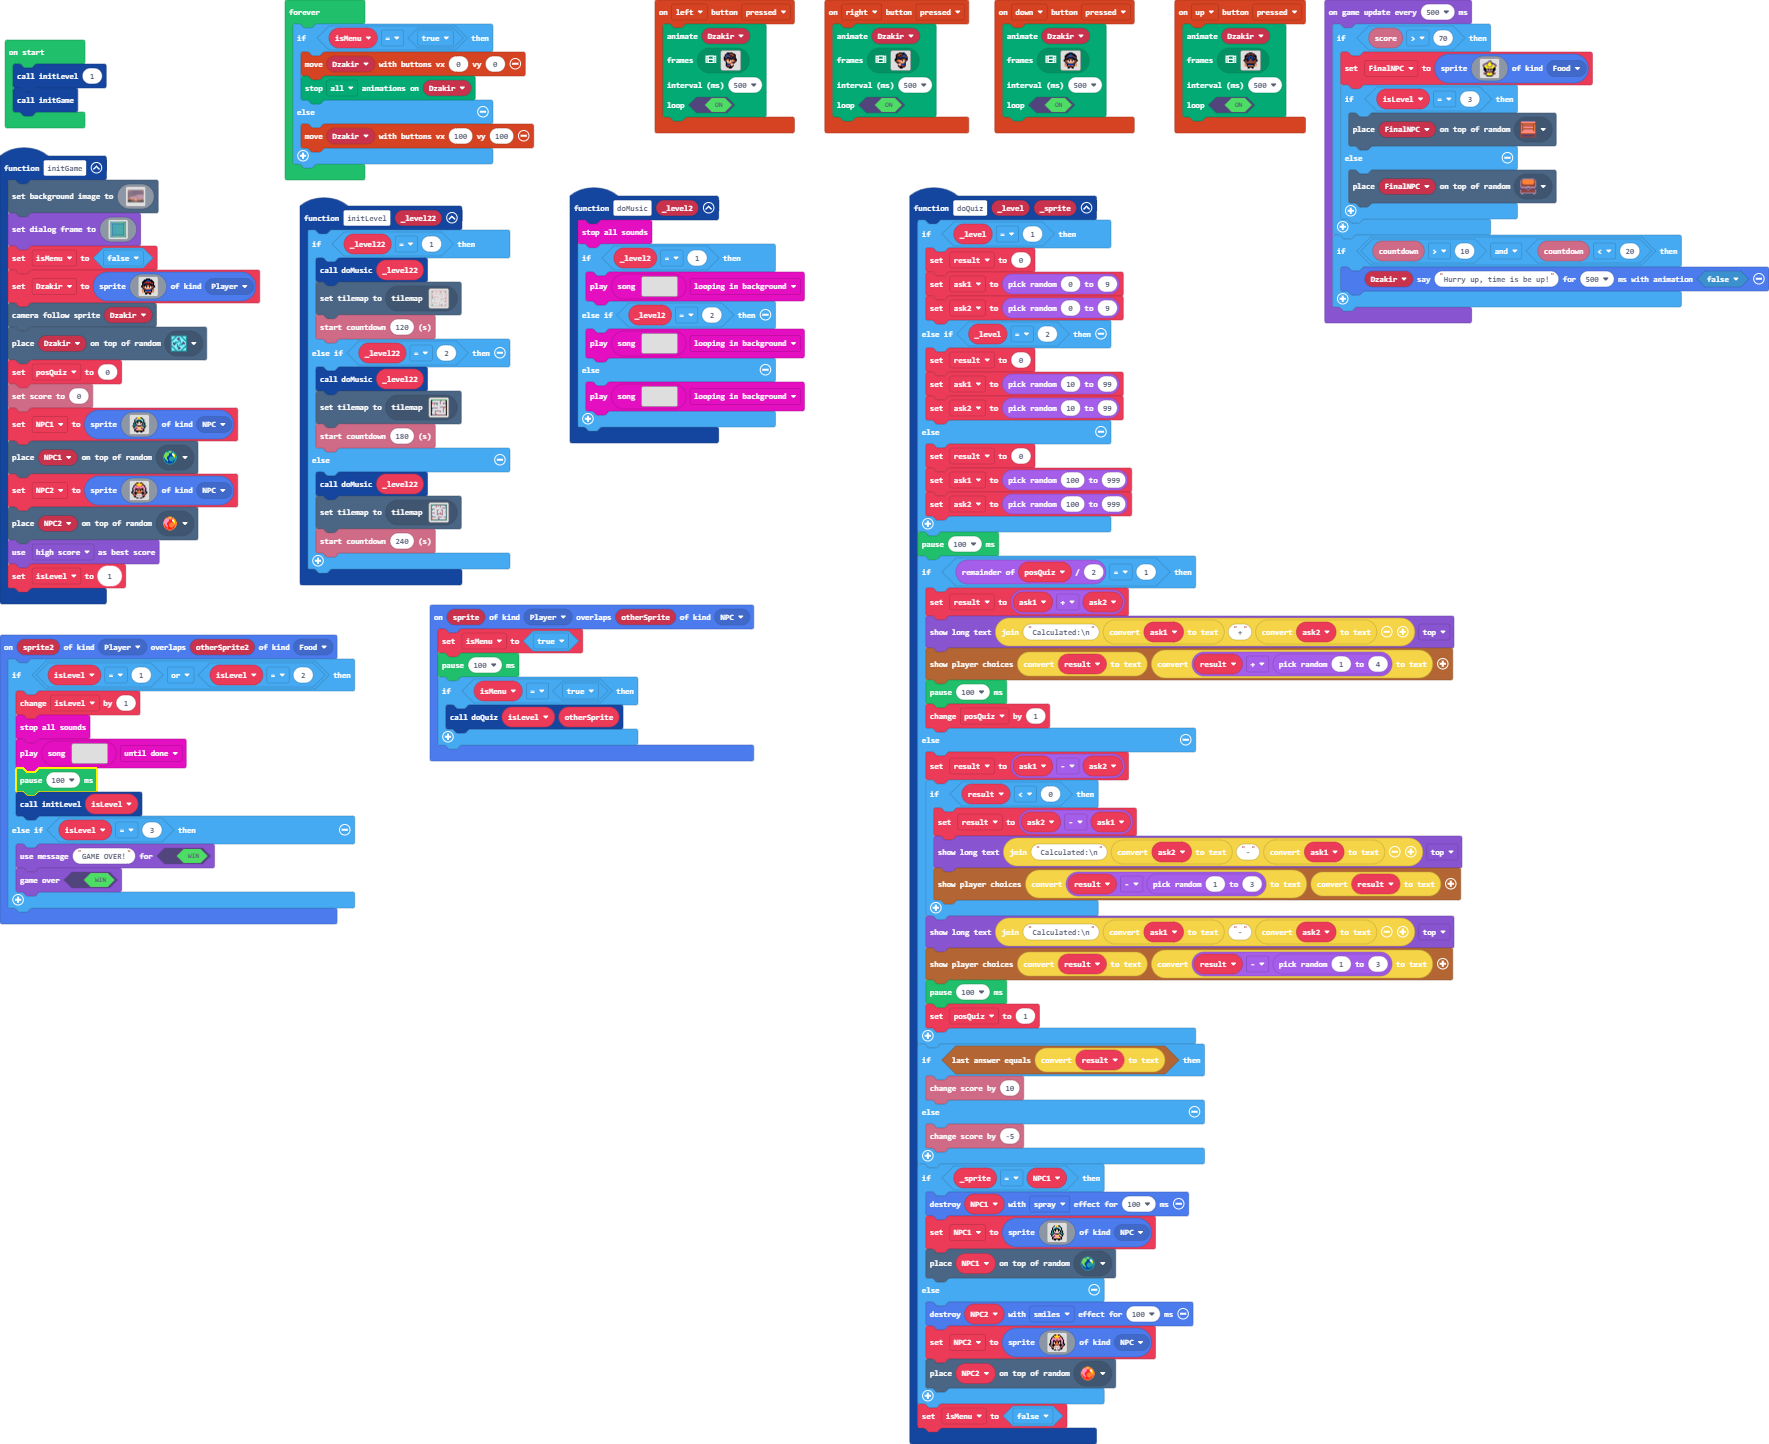 on start
call initLevel 1
call initGame
function initGame
set background image to
set dialog frame to
set isMenu to false
set Dzakir to sprite of kind Player
camera follow sprite Dzakir
place Dzakir on top of random
set posQuiz to 0
set score to 0
set NPC1 to sprite of kind NPC
place NPC1 on top of random
set NPC2 to sprite of kind NPC
place NPC2 on top of random
use high score as best score
set isLevel to 1
on sprite2 of kind Player overlaps otherSprite2 of kind Food
if isLevel = 1 or isLevel = 2 then
change isLevel by 1
stop all sounds
play song until done
pause 100 ms
call initLevel isLevel
else if isLevel = 3 then
use message "GAME OVER!" for WIN
game over WIN
forever
if isMenu = true then
move Dzakir with buttons vx 0 vy 0
stop all animations on Dzakir
else
move Dzakir with buttons vx 100 vy 100
function initLevel _level22
if _level22 = 1 then
call doMusic _level22
set tilemap to tilemap
start countdown 120 (s)
else if _level22 = 2 then
call doMusic _level22
set tilemap to tilemap
start countdown 180 (s)
else
call doMusic _level22
set tilemap to tilemap
start countdown 240 (s)
on sprite of kind Player overlaps otherSprite of kind NPC
set isMenu to true
pause 100 ms
if isMenu = true then
call doQuiz isLevel otherSprite
function doMusic _level2
stop all sounds
if _level2 = 1 then
play song looping in background
else if _level2 = 2 then
play song looping in background
else
play song looping in background
on left button pressed
animate Dzakir
frames
interval (ms) 500
loop ON
on right button pressed
animate Dzakir
frames
interval (ms) 500
loop ON
on down button pressed
animate Dzakir
frames
interval (ms) 500
loop ON
on up button pressed
animate Dzakir
frames
interval (ms) 500
loop ON
function doQuiz _level _sprite
if _level = 1 then
set result to 0
set ask1 to pick random 0 to 9
set ask2 to pick random 0 to 9
else if _level = 2 then
set result to 0
set ask1 to pick random 10 to 99
set ask2 to pick random 10 to 99
else
set result to 0
set ask1 to pick random 100 to 999
set ask2 to pick random 100 to 999
pause 100 ms
if remainder of posQuiz / 2 = 1 then
set result to ask1 + ask2
show long text join "Calculated:\n" convert ask1 to text "+" convert ask2 to text top
show player choices convert result to text convert result + pick random 1 to 4 to text
pause 100 ms
change posQuiz by 1
else
set result to ask1 - ask2
if result < 0 then
set result to ask2 - ask1
show long text join "Calculated:\n" convert ask2 to text "-" convert ask1 to text top
show player choices convert result - pick random 1 to 3 to text convert result to text
show long text join "Calculated:\n" convert ask1 to text "-" convert ask2 to text top
show player choices convert result to text convert result - pick random 1 to 3 to text
pause 100 ms
set posQuiz to 1
if last answer equals convert result to text then
change score by 10
else
change score by -5
if _sprite = NPC1 then
destroy NPC1 with spray effect for 100 ms
set NPC1 to sprite of kind NPC
place NPC1 on top of random
else
destroy NPC2 with smiles effect for 100 ms
set NPC2 to sprite of kind NPC
place NPC2 on top of random
set isMenu to false
on game update every 500 ms
if score > 70 then
set FinalNPC to sprite of kind Food
if isLevel = 3 then
place FinalNPC on top of random
else
place FinalNPC on top of random
if countdown > 10 and countdown < 20 then
Dzakir say "Hurry up, time is be up!" for 500 ms with animation false